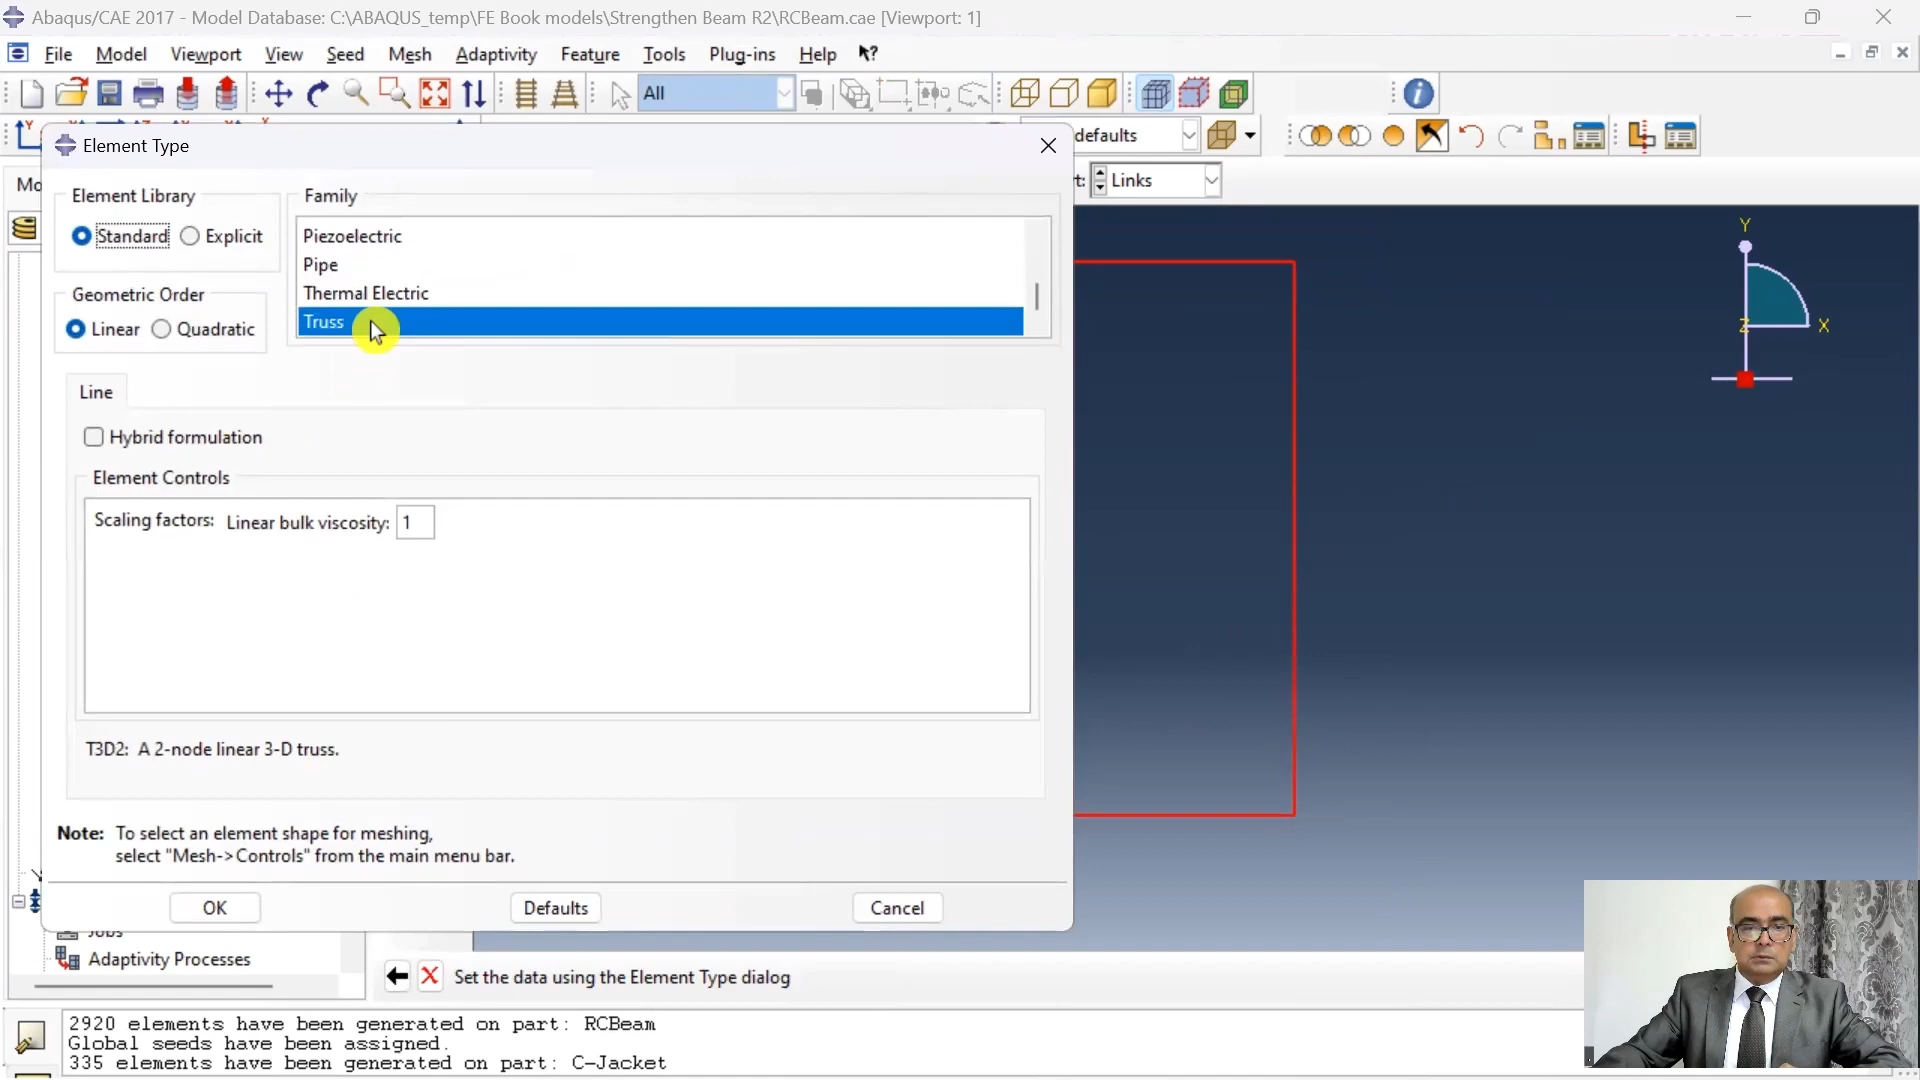 Abaqus/CAE 2017 - Model Database: C:\ABAQUS_temp\FE Book models\Strengthen Beam R2\RCBeam.cae [Viewport: 1]
File Model Viewport View Seed Mesh Adaptivity Feature Tools Plug-ins Help
All
defaults
Element Type
Mo
Links
Element Library
Standard Explicit
Geometric Order
Linear Quadratic
Family
Piezoelectric
Pipe
Thermal Electric
Truss
Line
Hybrid formulation
Element Controls
Scaling factors: Linear bulk viscosity: 1
T3D2: A 2-node linear 3-D truss.
Note: To select an element shape for meshing,
select "Mesh->Controls" from the main menu bar.
OK Defaults Cancel
Y
Z X
Jobs
Adaptivity Processes
Set the data using the Element Type dialog
2920 elements have been generated on part: RCBeam
Global seeds have been assigned.
335 elements have been generated on part: C-Jacket